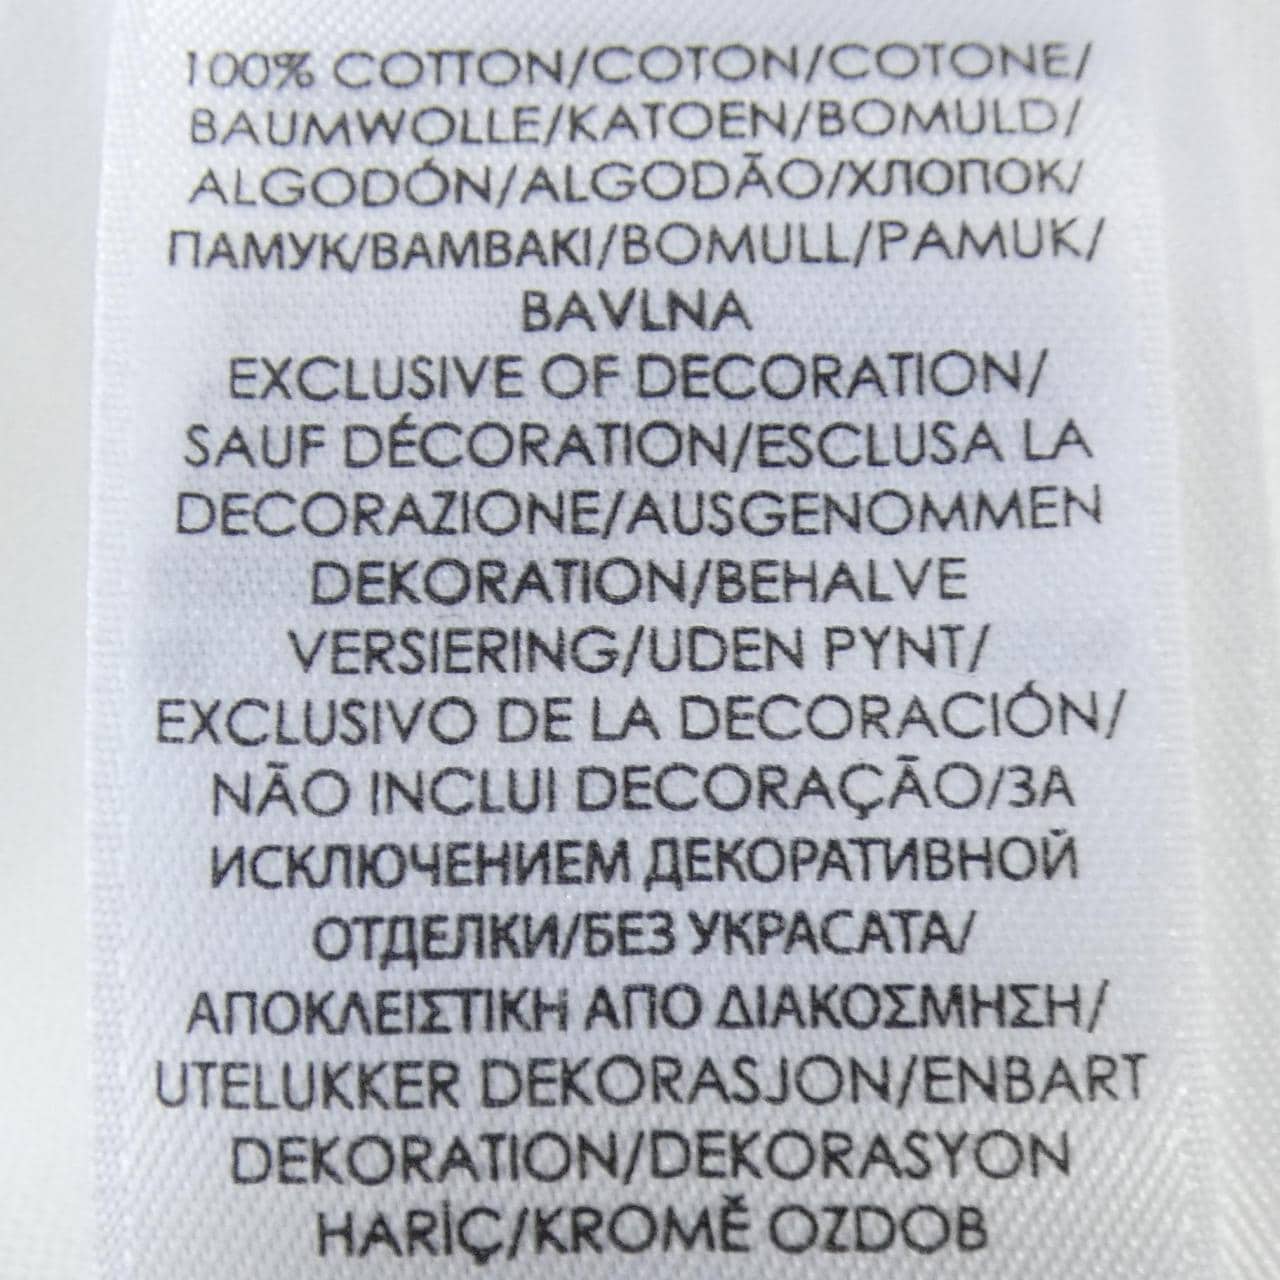 100% COTTON/COTON/COTONE/
BAUMWOLLE/KATOEN/BOMULD/
ALGODÓN/ALGODÃO/ХЛОПОК/
ПАМУК/ΒΑΜΒΑΚΙ/BOMULL/PAMUK/
BAVLNA
EXCLUSIVE OF DECORATION/
SAUF DÉCORATION/ESCLUSA LA
DECORAZIONE/AUSGENOMMEN
DEKORATION/BEHALVE
VERSIERING/UDEN PYNT/
EXCLUSIVO DE LA DECORACIÓN/
NÃO INCLUI DECORAÇÃO/ЗА
ИСКЛЮЧЕНИЕМ ДЕКОРАТИВНОЙ
ОТДЕЛКИ/БЕЗ УКРАСАТА/
ΑΠΟΚΛΕΙΣΤΙΚΗ ΑΠΟ ΔΙΑΚΟΣΜΗΣΗ/
UTELUKKER DEKORASJON/ENBART
DEKORATION/DEKORASYON
HARİÇ/KROMĚ OZDOB